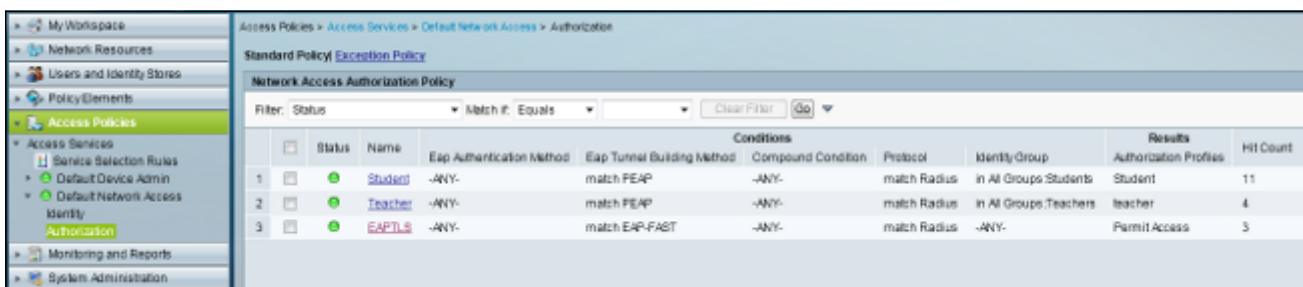 My Workspace
Network Resources
Users and Identity Stores
Policy Elements
Access Policies
Access Services
Service Selection Rules
Default Device Admin
Default Network Access
Identity
Authorization
Monitoring and Reports
System Administration
Access Policies > Access Services > Default Network Access > Authorization
Standard Policy| Exception Policy
Network Access Authorization Policy
Filter: Status Match if: Equals Clear Filter Go
Conditions Results
Status Name Eap Authentication Method Eap Tunnel Building Method Compound Condition Protocol Identity Group Authorization Profiles Hit Count
1 Student -ANY- match PEAP -ANY- match Radius in All Groups:Students Student 11
2 Teacher -ANY- match PEAP -ANY- match Radius in All Groups:Teachers teacher 4
3 EAPTLS -ANY- match EAP-FAST -ANY- match Radius -ANY- Permit Access 3